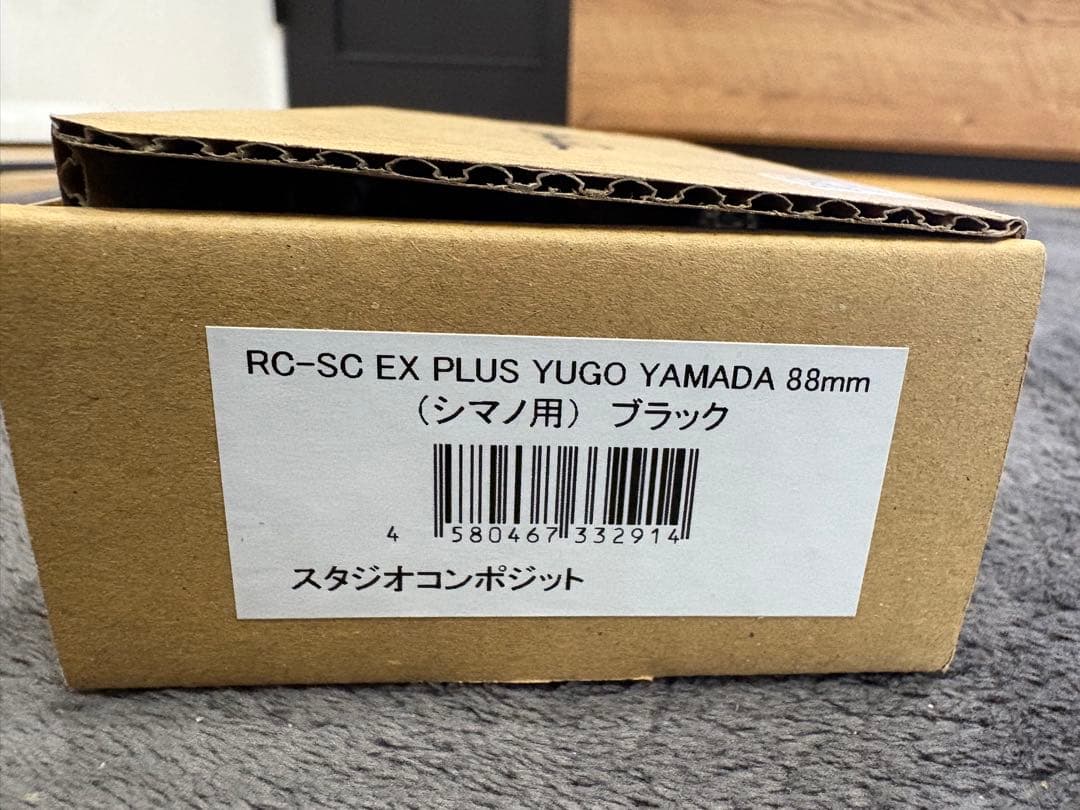 RC-SC EX PLUS YUGO YAMADA 88mm
（シマノ用） ブラック
4 580467 332914
スタジオコンポジット